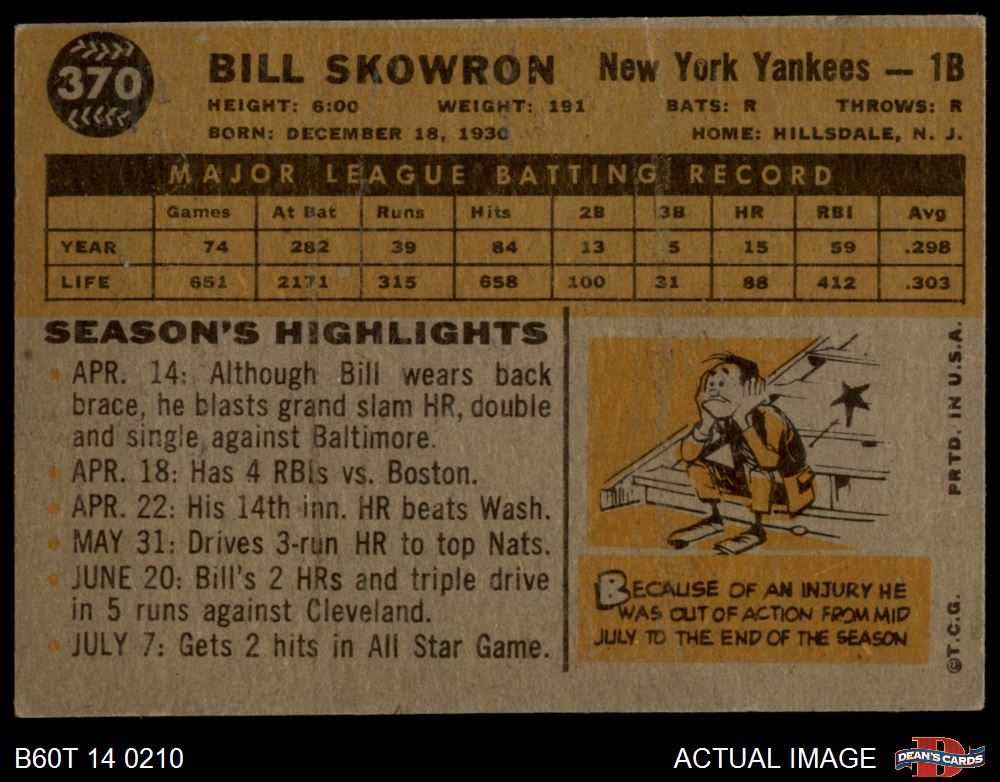 370
BILL SKOWRON New York Yankees — 1B
HEIGHT: 6:00 WEIGHT: 191 BATS: R THROWS: R
BORN: DECEMBER 18, 1930 HOME: HILLSDALE, N. J.
MAJOR LEAGUE BATTING RECORD
Games At Bat Runs Hits 2B 3B HR RBI Avg
YEAR 74 282 39 84 13 5 15 59 .298
LIFE 651 2171 315 658 100 31 88 412 .303
SEASON'S HIGHLIGHTS
APR. 14: Although Bill wears back
brace, he blasts grand slam HR, double
and single against Baltimore.
APR. 18: Has 4 RBIs vs. Boston.
APR. 22: His 14th inn. HR beats Wash.
MAY 31: Drives 3-run HR to top Nats.
JUNE 20: Bill's 2 HRs and triple drive
in 5 runs against Cleveland.
JULY 7: Gets 2 hits in All Star Game.
BECAUSE OF AN INJURY HE
WAS OUT OF ACTION FROM MID
JULY TO THE END OF THE SEASON
©T.C.G. PRTD. IN U.S.A.
B60T 14 0210 ACTUAL IMAGE DEAN'S CARDS